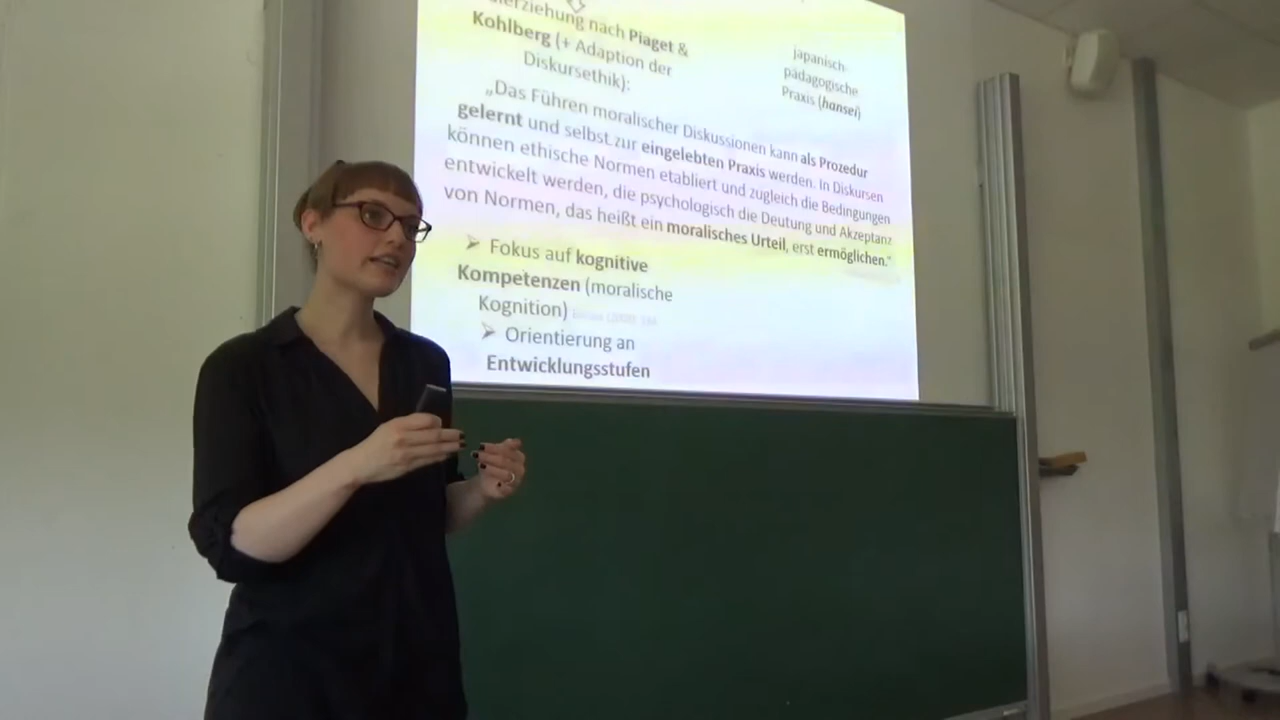 erziehung nach Piaget &
Kohlberg (+ Adaption der
Diskursethik):
japanisch-
pädagogische
Praxis (hansei)
„Das Führen moralischer Diskussionen kann als Prozedur
gelernt und selbst zur eingelebten Praxis werden. In Diskursen
können ethische Normen etabliert und zugleich die Bedingungen
entwickelt werden, die psychologisch die Deutung und Akzeptanz
von Normen, das heißt ein moralisches Urteil, erst ermöglichen.“
➢ Fokus auf kognitive
Kompetenzen (moralische
Kognition)
➢ Orientierung an
Entwicklungsstufen